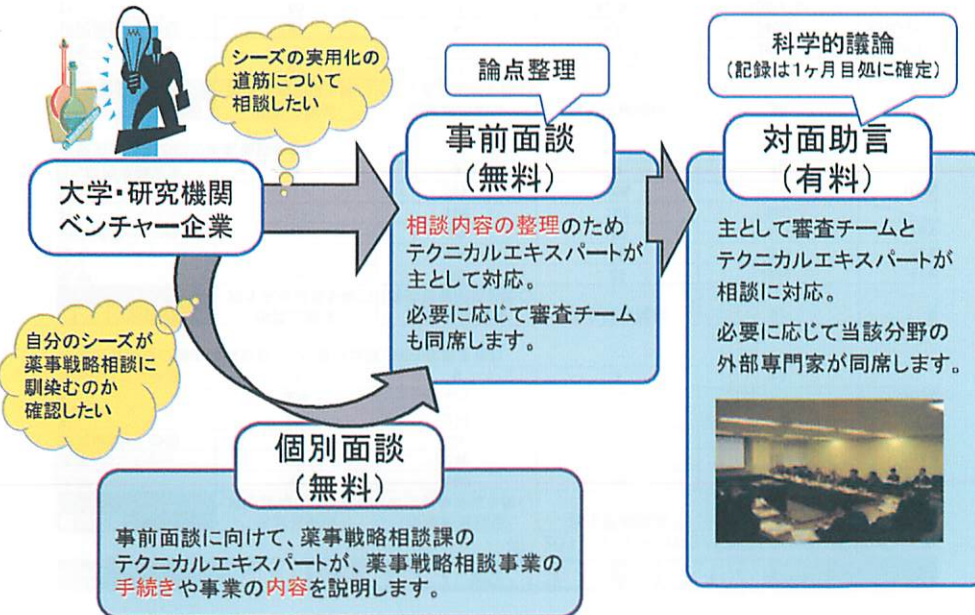 シーズの実用化の
道筋について
相談したい
大学・研究機関
ベンチャー企業
自分のシーズが
薬事戦略相談に
馴染むのか
確認したい
論点整理
事前面談
(無料)
相談内容の整理のため
テクニカルエキスパートが
主として対応。
必要に応じて審査チーム
も同席します。
科学的議論
(記録は1ヶ月目処に確定)
対面助言
(有料)
主として審査チームと
テクニカルエキスパートが
相談に対応。
必要に応じて当該分野の
外部専門家が同席します。
個別面談
(無料)
事前面談に向けて、薬事戦略相談課の
テクニカルエキスパートが、薬事戦略相談事業の
手続きや事業の内容を説明します。